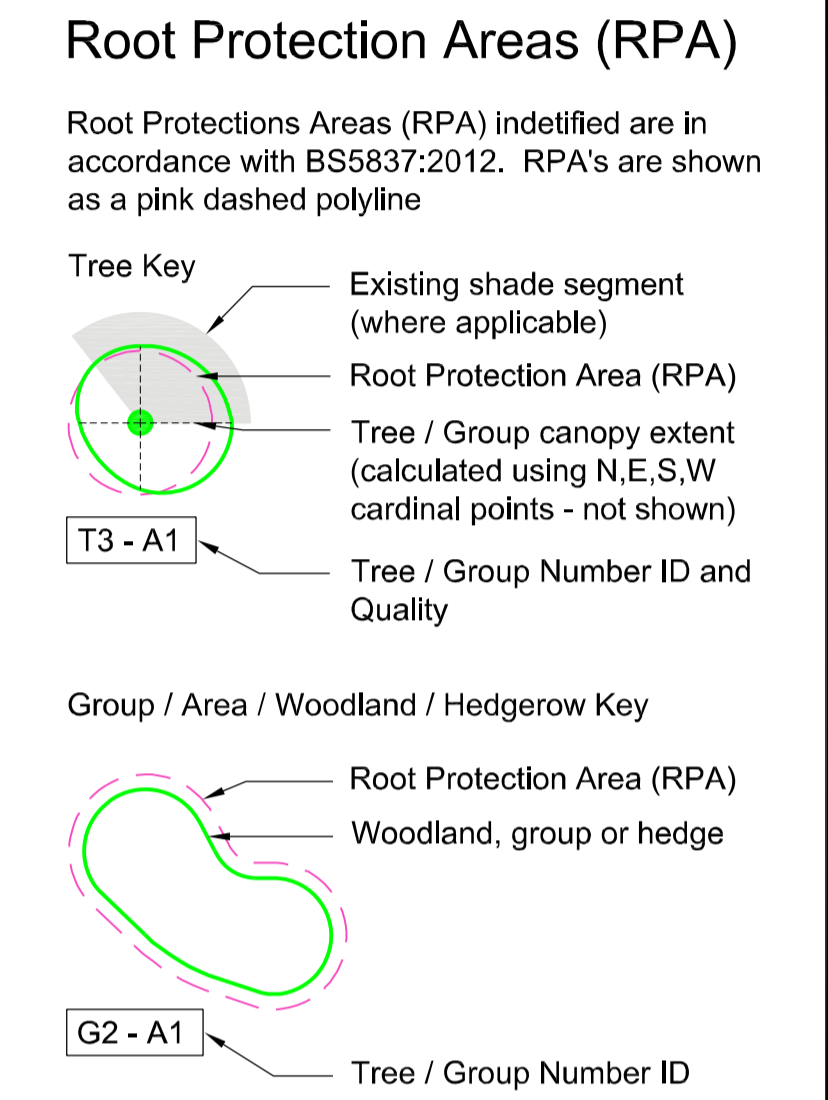 Root Protection Areas (RPA)
Root Protections Areas (RPA) indetified are in
accordance with BS5837:2012.  RPA's are shown
as a pink dashed polyline
Tree Key
Existing shade segment
(where applicable)
Root Protection Area (RPA)
Tree / Group canopy extent
(calculated using N,E,S,W
cardinal points - not shown)
T3 - A1
Tree / Group Number ID and
Quality
Group / Area / Woodland / Hedgerow Key
Root Protection Area (RPA)
Woodland, group or hedge
G2 - A1
Tree / Group Number ID